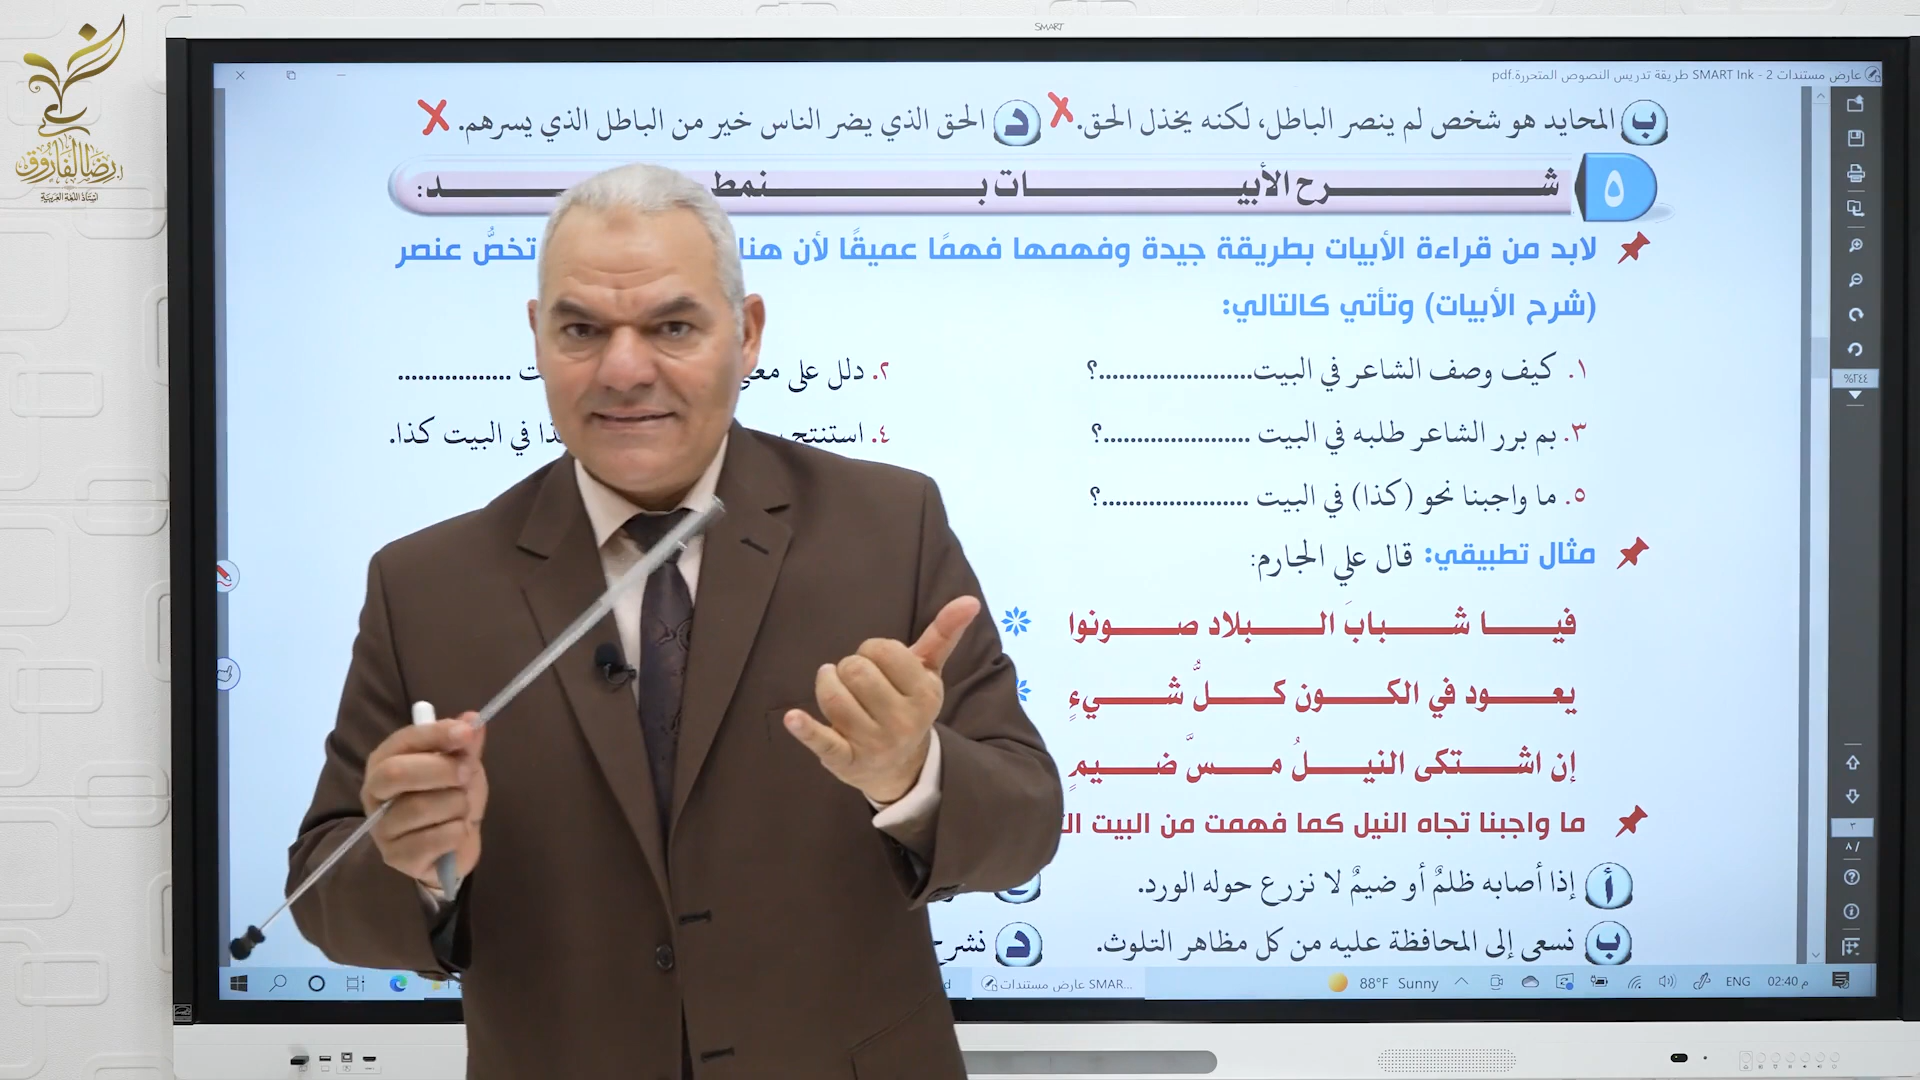 SMART
رضا الفاروق
أستاذ اللغة العربية
عارض مستندات SMART Ink - 2 طريقة تدريس النصوص المتحررة.pdf
ب المحايد هو شخص لم ينصر الباطل، لكنه يخذل الحق. د الحق الذي يضر الناس خير من الباطل الذي يسرهم.
٥ شرح الأبيات بنمط د:
لابد من قراءة الأبيات بطريقة جيدة وفهمها فهمًا عميقًا لأن هنا تخصُّ عنصر
(شرح الأبيات) وتأتي كالتالي:
١. كيف وصف الشاعر في البيت......................؟ ٢. دلل على ................
٣. بم برر الشاعر طلبه في البيت ......................؟ ٤. استنتج في البيت كذا.
٥. ما واجبنا نحو (كذا) في البيت ......................؟
مثال تطبيقي: قال علي الجارم:
فيا شبابَ البلاد صونوا
يعود في الكون كلُّ شيءٍ
إن اشتكى النيلُ مسَّ ضيمٍ
ما واجبنا تجاه النيل كما فهمت من البيت
أ إذا أصابه ظلمٌ أو ضيمٌ لا نزرع حوله الورد.
ب نسعى إلى المحافظة عليه من كل مظاهر التلوث. د
٢٤٤%
٣
/ ٨
عارض مستندات SMAR...
88°F Sunny
ENG
02:40 م